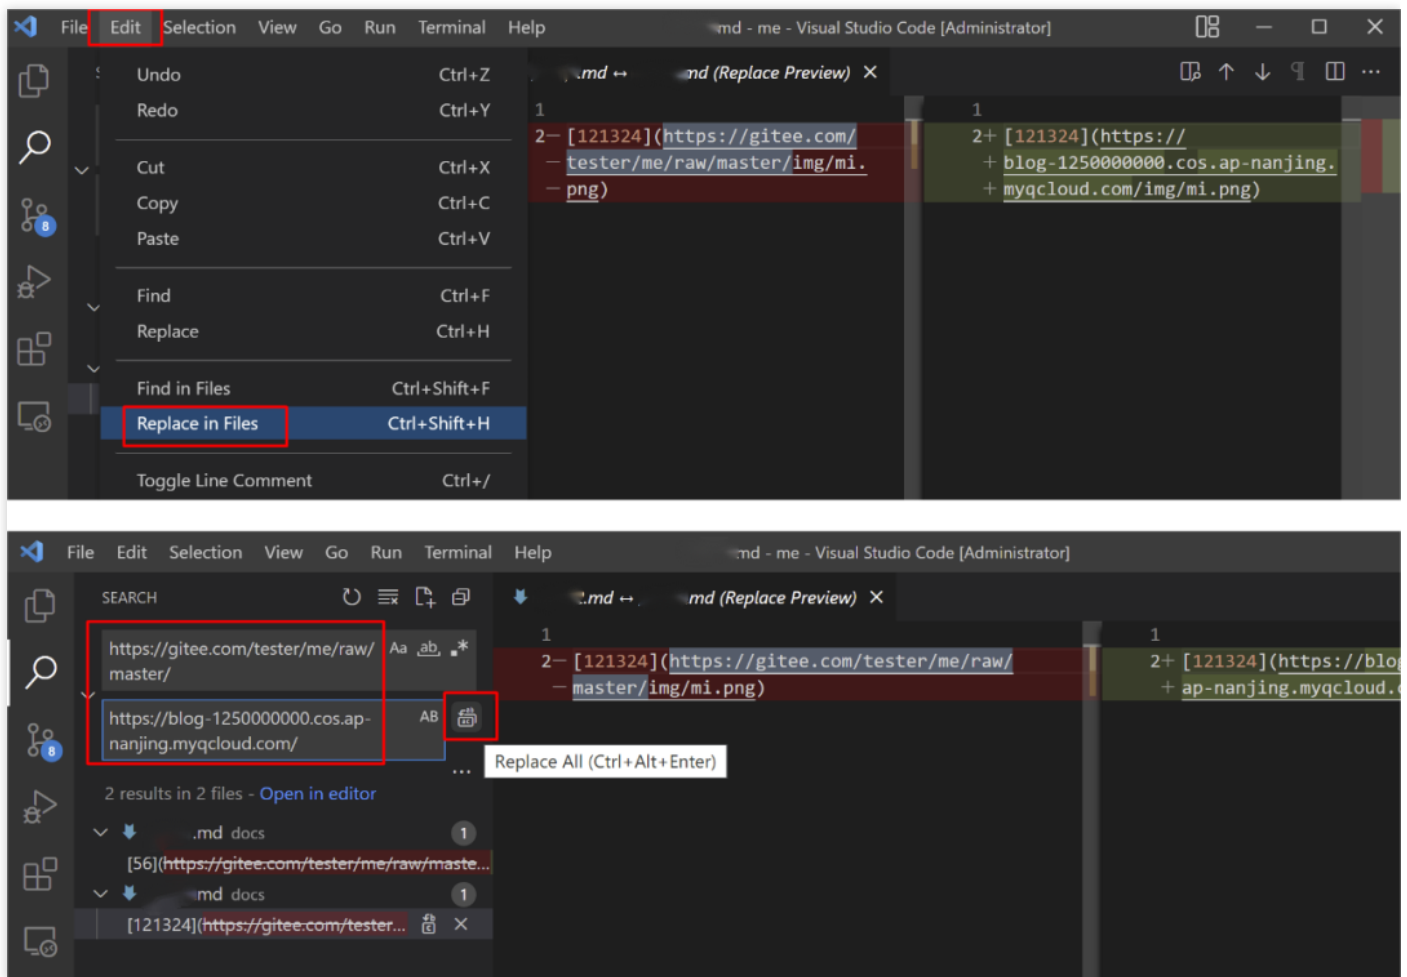 File Edit Selection View Go Run Terminal Help md - me - Visual Studio Code [Administrator]
Undo Ctrl+Z
Redo Ctrl+Y
Cut Ctrl+X
Copy Ctrl+C
Paste Ctrl+V
Find Ctrl+F
Replace Ctrl+H
Find in Files Ctrl+Shift+F
Replace in Files Ctrl+Shift+H
Toggle Line Comment Ctrl+/
8
.md ↔ md (Replace Preview)
1
2− [121324](https://gitee.com/
− tester/me/raw/master/img/mi.
− png)
1
2+ [121324](https://
+ blog-1250000000.cos.ap-nanjing.
+ myqcloud.com/img/mi.png)
File Edit Selection View Go Run Terminal Help md - me - Visual Studio Code [Administrator]
8
SEARCH
https://gitee.com/tester/me/raw/
master/
Aa ab .*
https://blog-1250000000.cos.ap-
nanjing.myqcloud.com/
AB
Replace All (Ctrl+Alt+Enter)
...
2 results in 2 files - Open in editor
.md docs 1
[56](https://gitee.com/tester/me/raw/maste...
md docs 1
[121324](https://gitee.com/tester...
.md ↔ md (Replace Preview)
1
2− [121324](https://gitee.com/tester/me/raw/
− master/img/mi.png)
1
2+ [121324](https://blog
+ ap-nanjing.myqcloud.c